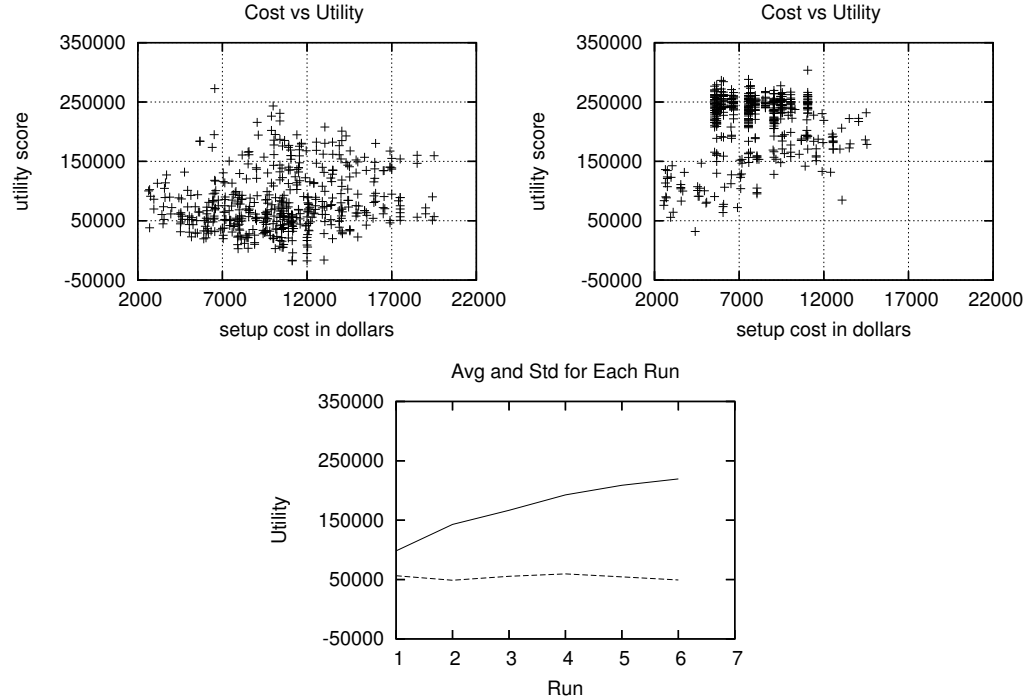 Cost vs Utility
350000
250000
150000
50000
-50000
2000 7000 12000 17000 22000
utility score
setup cost in dollars
Cost vs Utility
350000
250000
150000
50000
-50000
2000 7000 12000 17000 22000
utility score
setup cost in dollars
Avg and Std for Each Run
350000
250000
150000
50000
-50000
1 2 3 4 5 6 7
Utility
Run